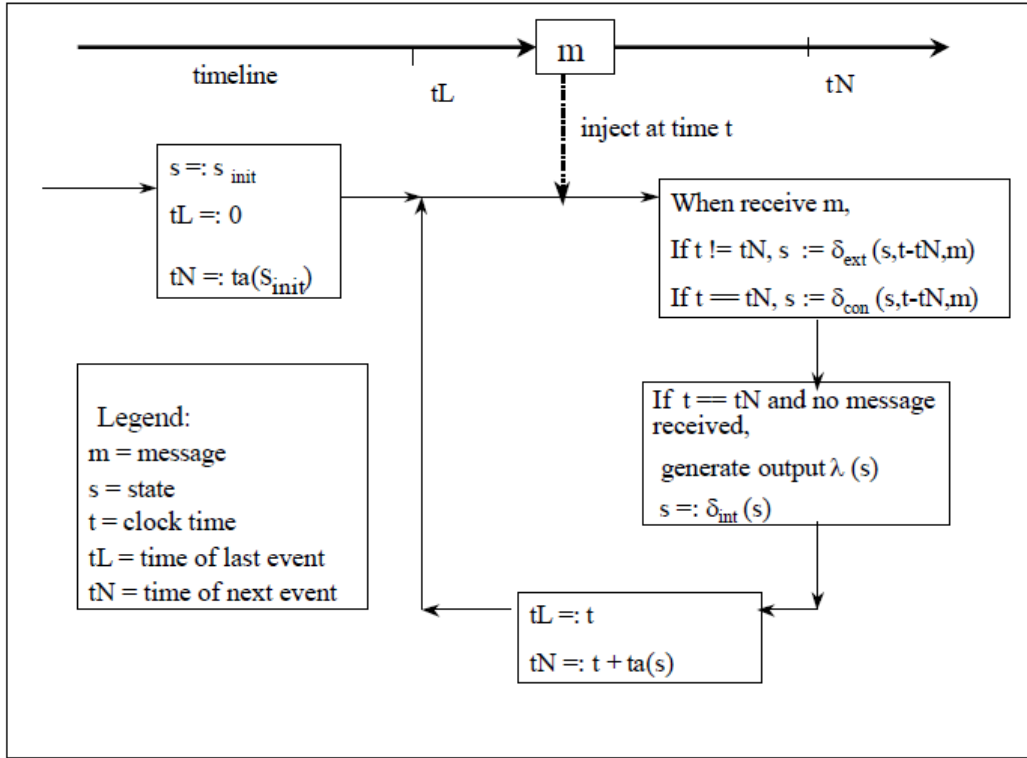 timeline
tL
m
tN
inject at time t
s =: s init
tL =: 0
tN =: ta(Sinit)
When receive m,
If t != tN, s := δext (s,t-tN,m)
If t == tN, s := δcon (s,t-tN,m)
If t == tN and no message
received,
generate output λ (s)
s =: δint (s)
Legend:
m = message
s = state
t = clock time
tL = time of last event
tN = time of next event
tL =: t
tN =: t + ta(s)